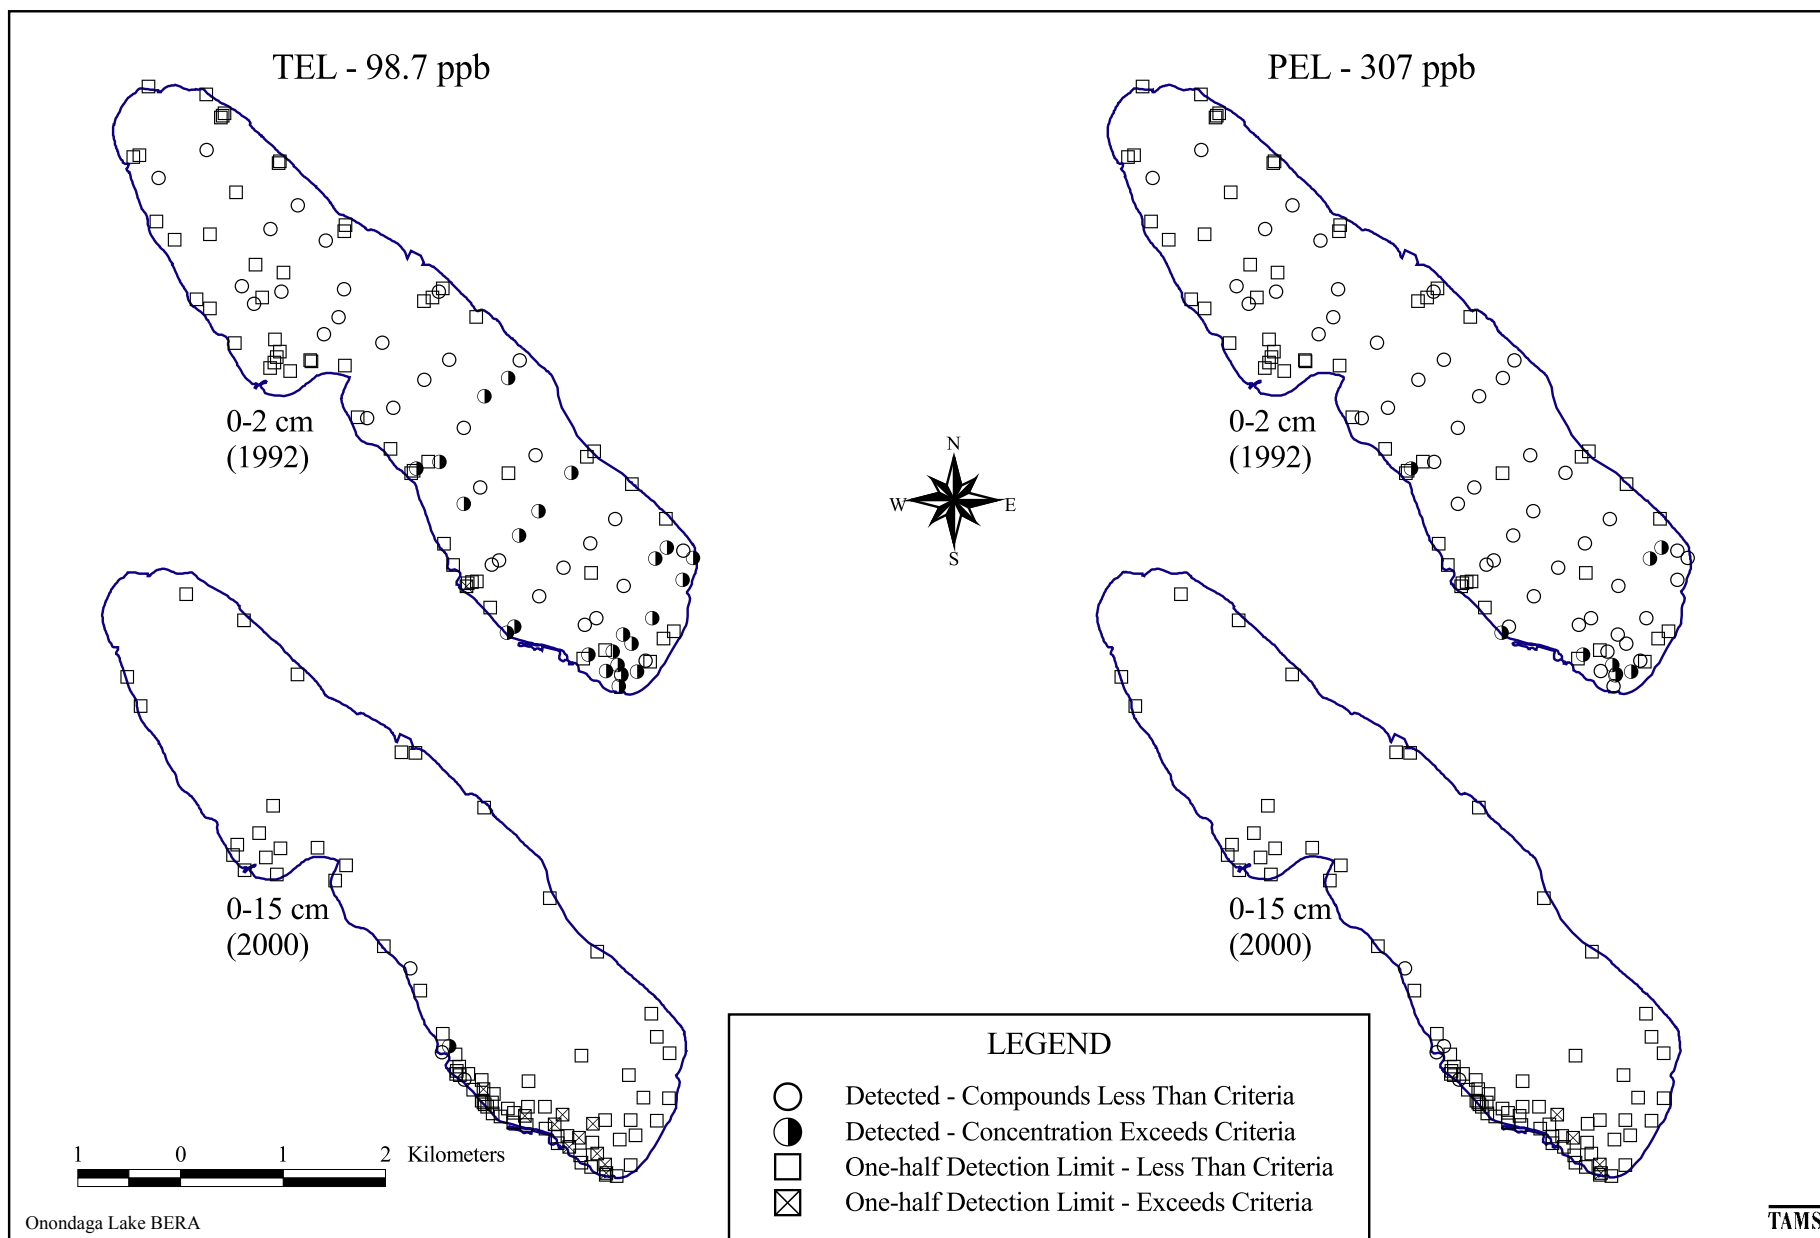 TEL - 98.7 ppb
PEL - 307 ppb
0-2 cm
(1992)
0-2 cm
(1992)
N
W
E
S
0-15 cm
(2000)
0-15 cm
(2000)
LEGEND
Detected - Compounds Less Than Criteria
Detected - Concentration Exceeds Criteria
One-half Detection Limit - Less Than Criteria
One-half Detection Limit - Exceeds Criteria
1 0 1 2 Kilometers
Onondaga Lake BERA
TAMS